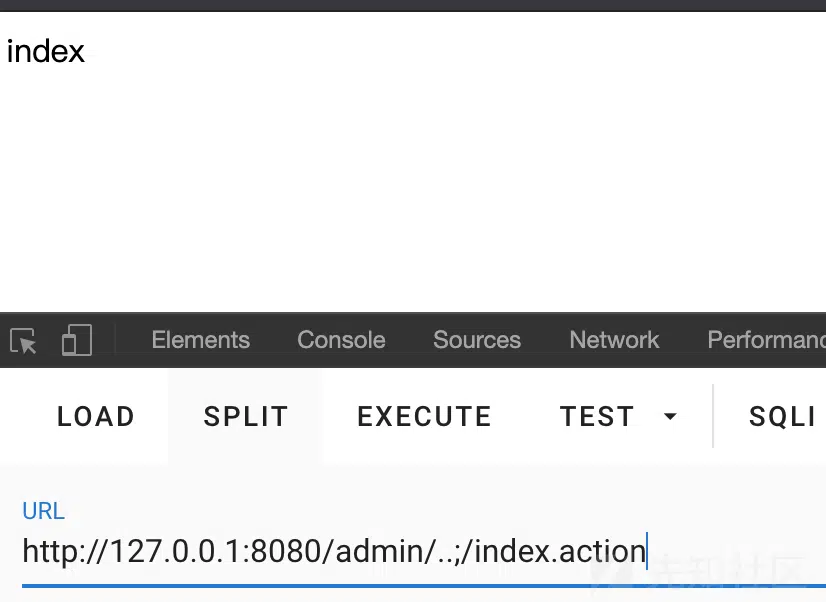 index
Elements Console Sources Network Performanc
LOAD SPLIT EXECUTE TEST SQLI
URL
http://127.0.0.1:8080/admin/..;/index.action
先知社区